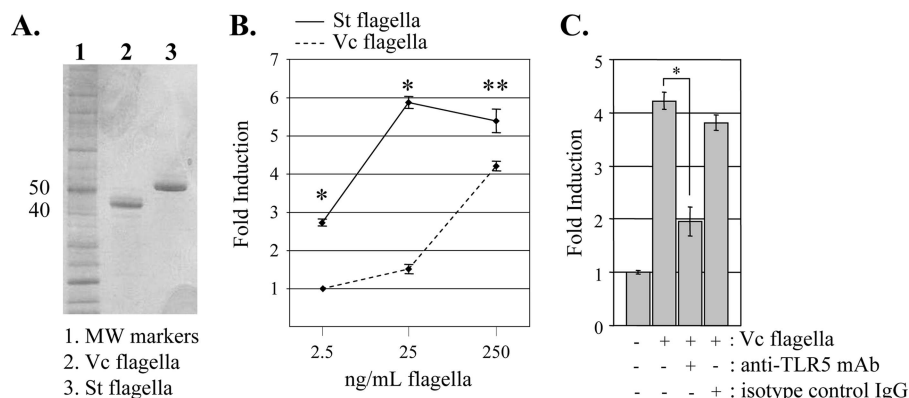 A.
1 2 3
50
40
1. MW markers
2. Vc flagella
3. St flagella
B.
St flagella
Vc flagella
Fold Induction
7
6
5
4
3
2
1
*
*
**
2.5 25 250
ng/mL flagella
C.
Fold Induction
5
4
3
2
1
0
*
- + + + : Vc flagella
- - + - : anti-TLR5 mAb
- - - + : isotype control IgG